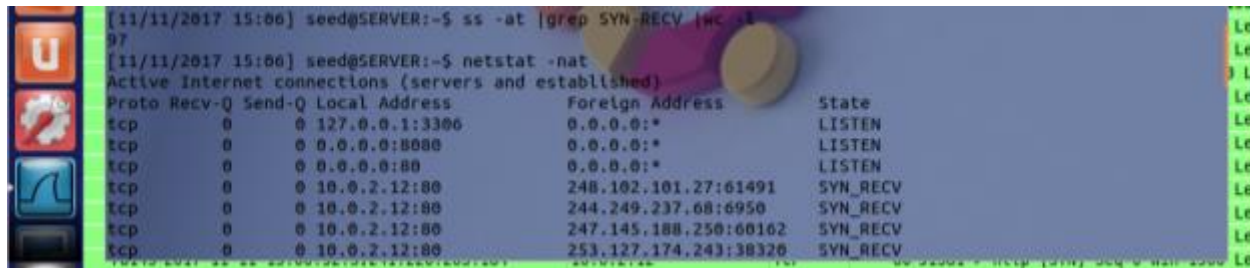 [11/11/2017 15:06] seed@SERVER:~$ ss -at |grep SYN-RECV |wc -l
97
[11/11/2017 15:06] seed@SERVER:~$ netstat -nat
Active Internet connections (servers and established)
Proto Recv-Q Send-Q Local Address Foreign Address State
tcp 0 0 127.0.0.1:3306 0.0.0.0:* LISTEN
tcp 0 0 0.0.0.0:8080 0.0.0.0:* LISTEN
tcp 0 0 0.0.0.0:80 0.0.0.0:* LISTEN
tcp 0 0 10.0.2.12:80 248.102.101.27:61491 SYN_RECV
tcp 0 0 10.0.2.12:80 244.249.237.68:6950 SYN_RECV
tcp 0 0 10.0.2.12:80 247.145.188.250:60162 SYN_RECV
tcp 0 0 10.0.2.12:80 253.127.174.243:38320 SYN_RECV